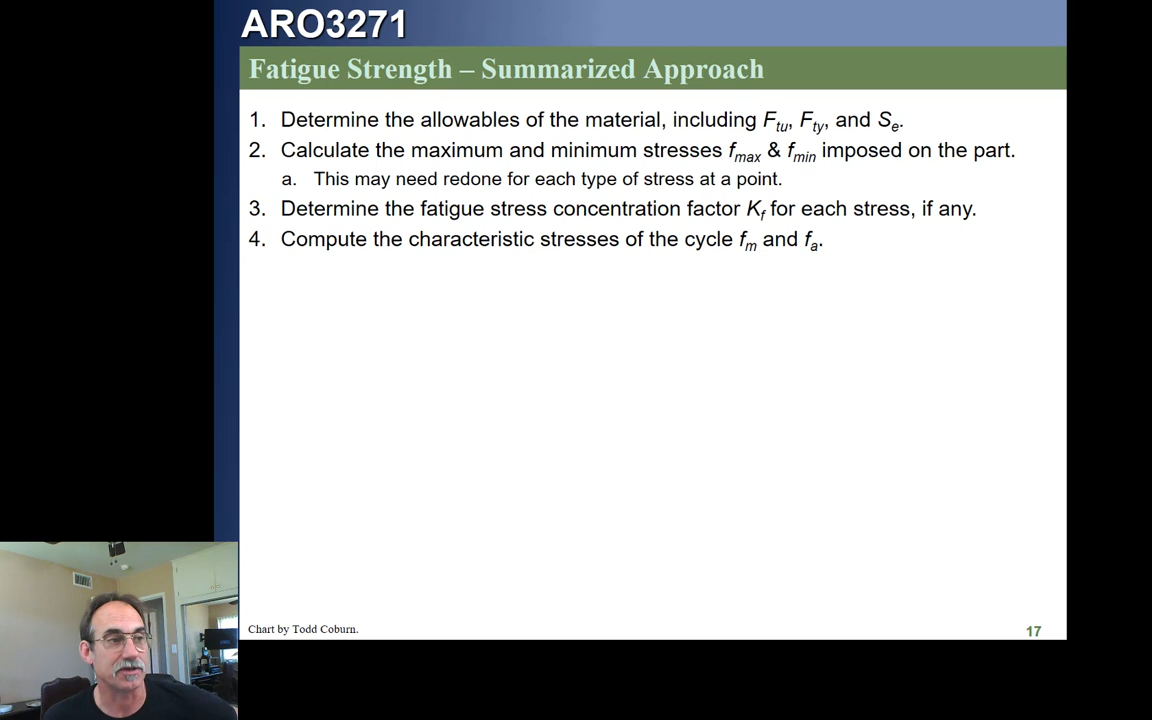 ARO3271
Fatigue Strength – Summarized Approach
1. Determine the allowables of the material, including Ftu, Fty, and Se.
2. Calculate the maximum and minimum stresses fmax & fmin imposed on the part.
a. This may need redone for each type of stress at a point.
3. Determine the fatigue stress concentration factor Kf for each stress, if any.
4. Compute the characteristic stresses of the cycle fm and fa.
Chart by Todd Coburn.
17